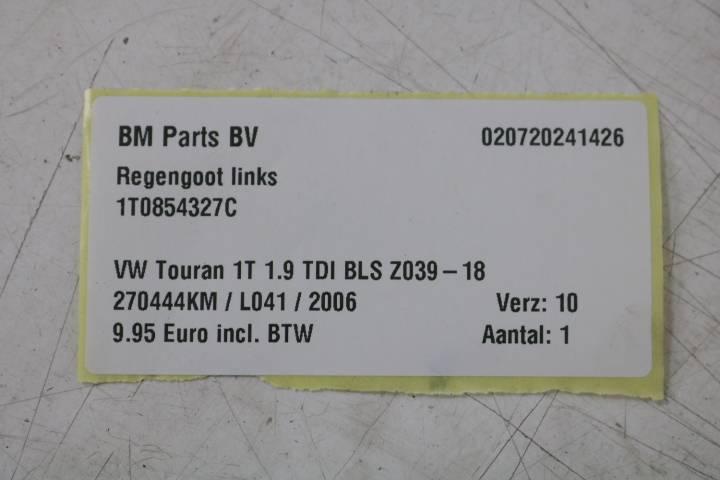 BM Parts BV 020720241426
Regengoot links
1T0854327C
VW Touran 1T 1.9 TDI BLS Z039-18
270444KM / L041 / 2006 Verz: 10
9.95 Euro incl. BTW Aantal: 1